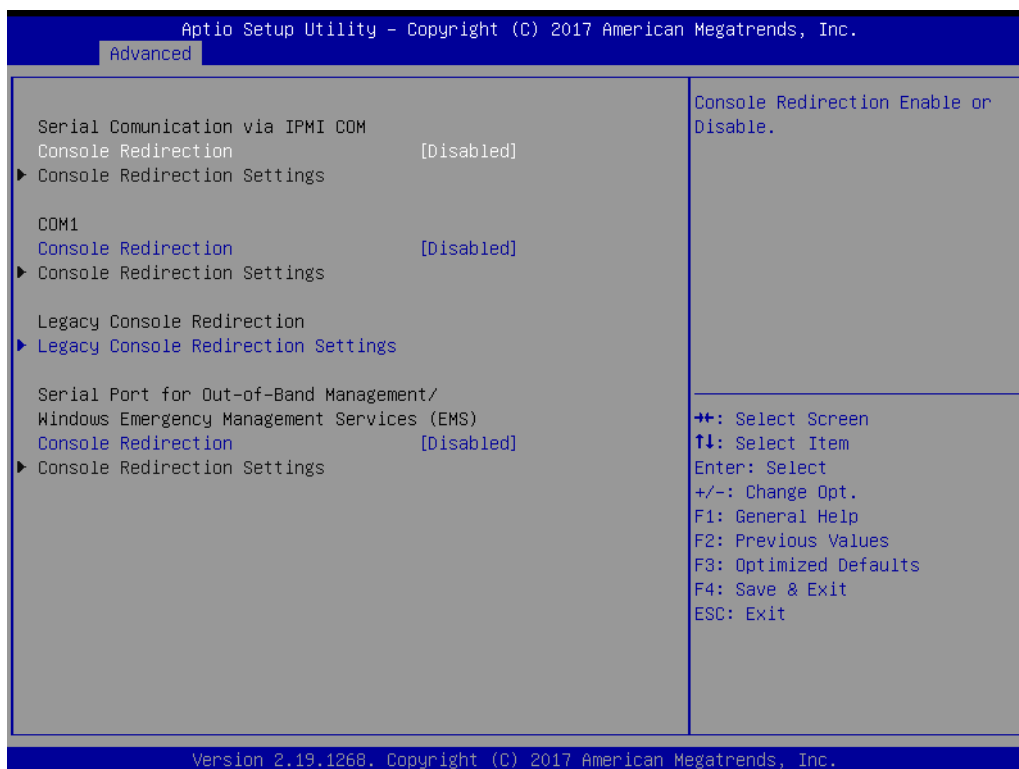 Aptio Setup Utility – Copyright (C) 2017 American Megatrends, Inc.
Advanced
Serial Comunication via IPMI COM
Console Redirection [Disabled]
▶ Console Redirection Settings
COM1
Console Redirection [Disabled]
▶ Console Redirection Settings
Legacy Console Redirection
▶ Legacy Console Redirection Settings
Serial Port for Out-of-Band Management/
Windows Emergency Management Services (EMS)
Console Redirection [Disabled]
▶ Console Redirection Settings
Console Redirection Enable or
Disable.
→←: Select Screen
↑↓: Select Item
Enter: Select
+/-: Change Opt.
F1: General Help
F2: Previous Values
F3: Optimized Defaults
F4: Save & Exit
ESC: Exit
Version 2.19.1268. Copyright (C) 2017 American Megatrends, Inc.